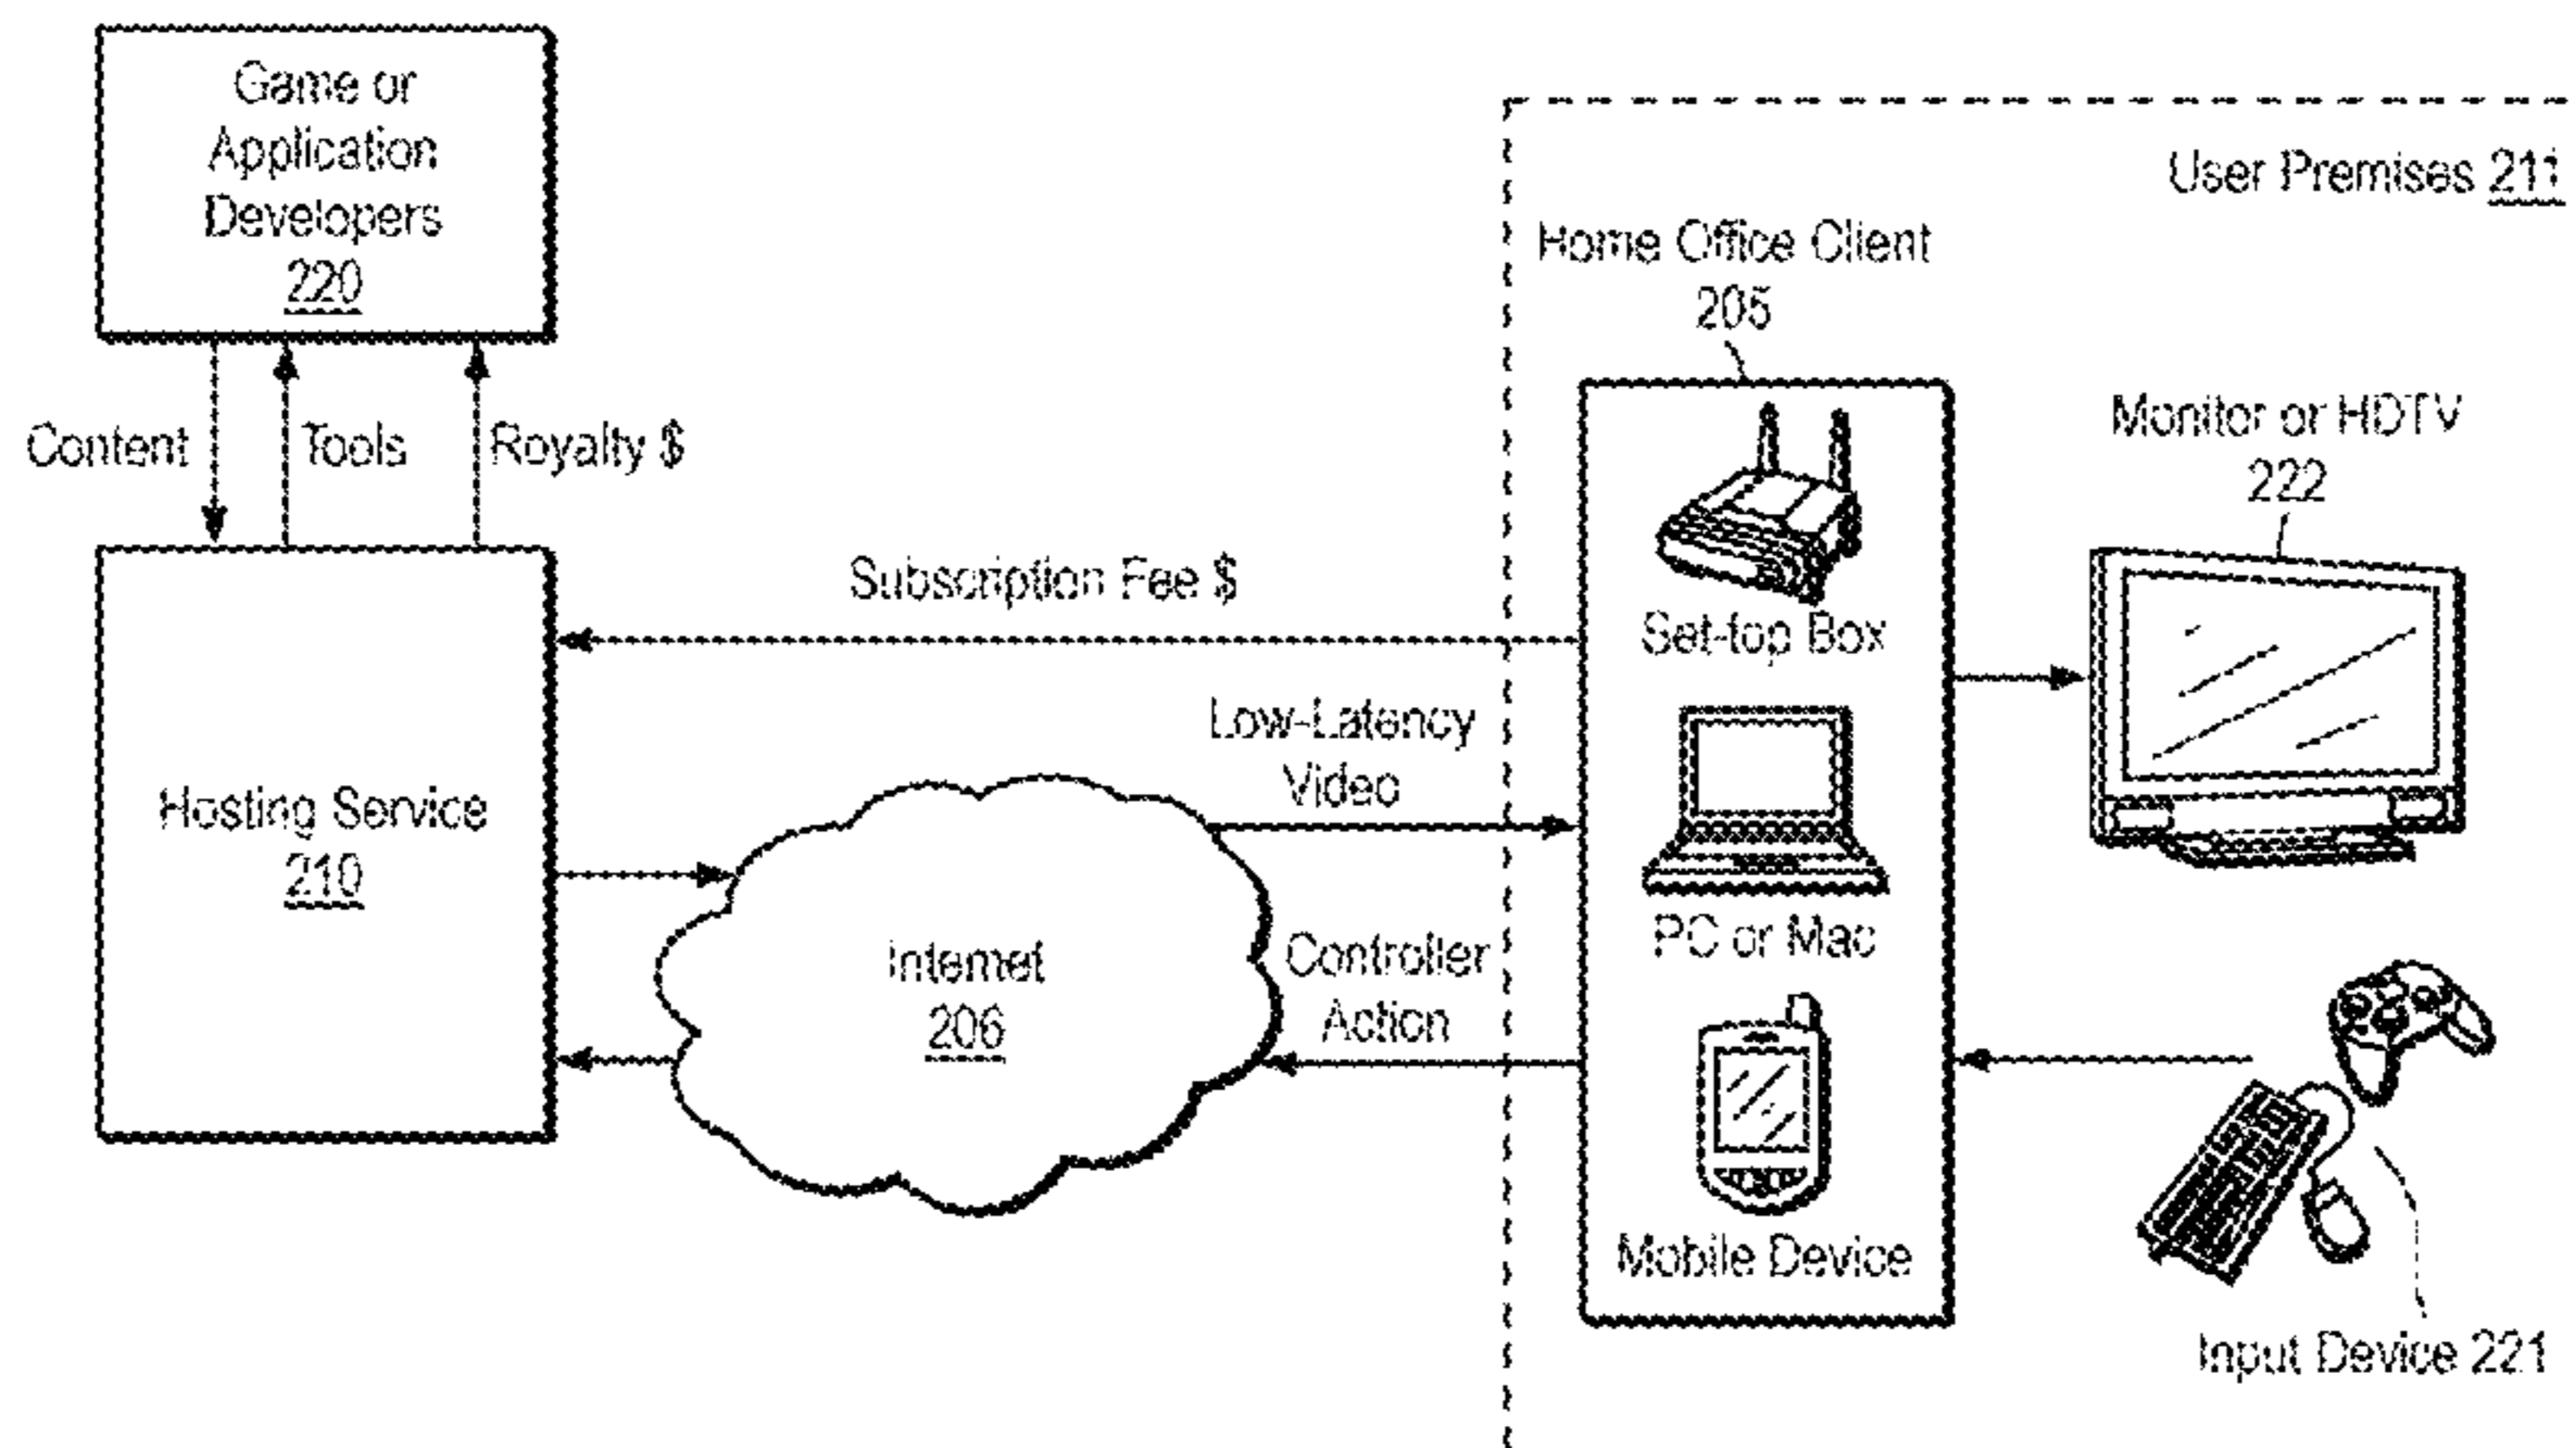 Game or
Application
Developers
220
User Premises 211
Home Office Client
205
Content
Tools
Royalty $
Monitor or HDTV
222
Subscription Fee $
Set-top Box
Low-Latency
Video
Hosting Service
210
PC or Mac
Internet
206
Controller
Action
Mobile Device
Input Device 221